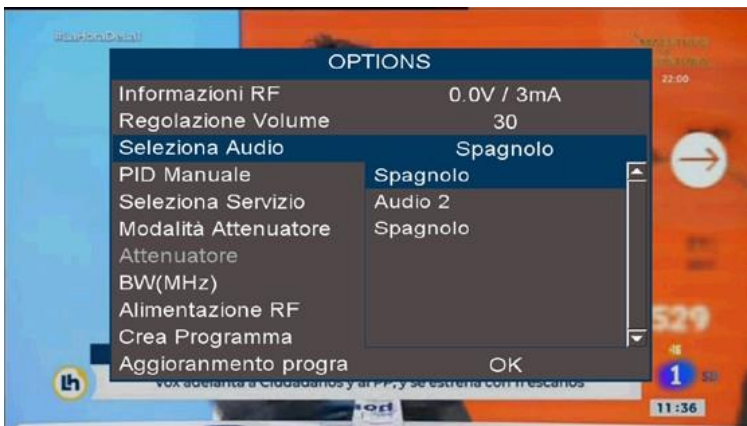 #LaHoraDeLa1
OPTIONS
22:00
Informazioni RF 0.0V / 3mA
Regolazione Volume 30
Seleziona Audio Spagnolo
PID Manuale Spagnolo
Seleziona Servizio Audio 2
Modalità Attenuatore Spagnolo
Attenuatore
BW(MHz)
Alimentazione RF
Crea Programma
529
Aggioranmento progra OK
lh
Vox adelanta a Ciudadanos y al PP, y se estrena con 11 escaños
1
11:36